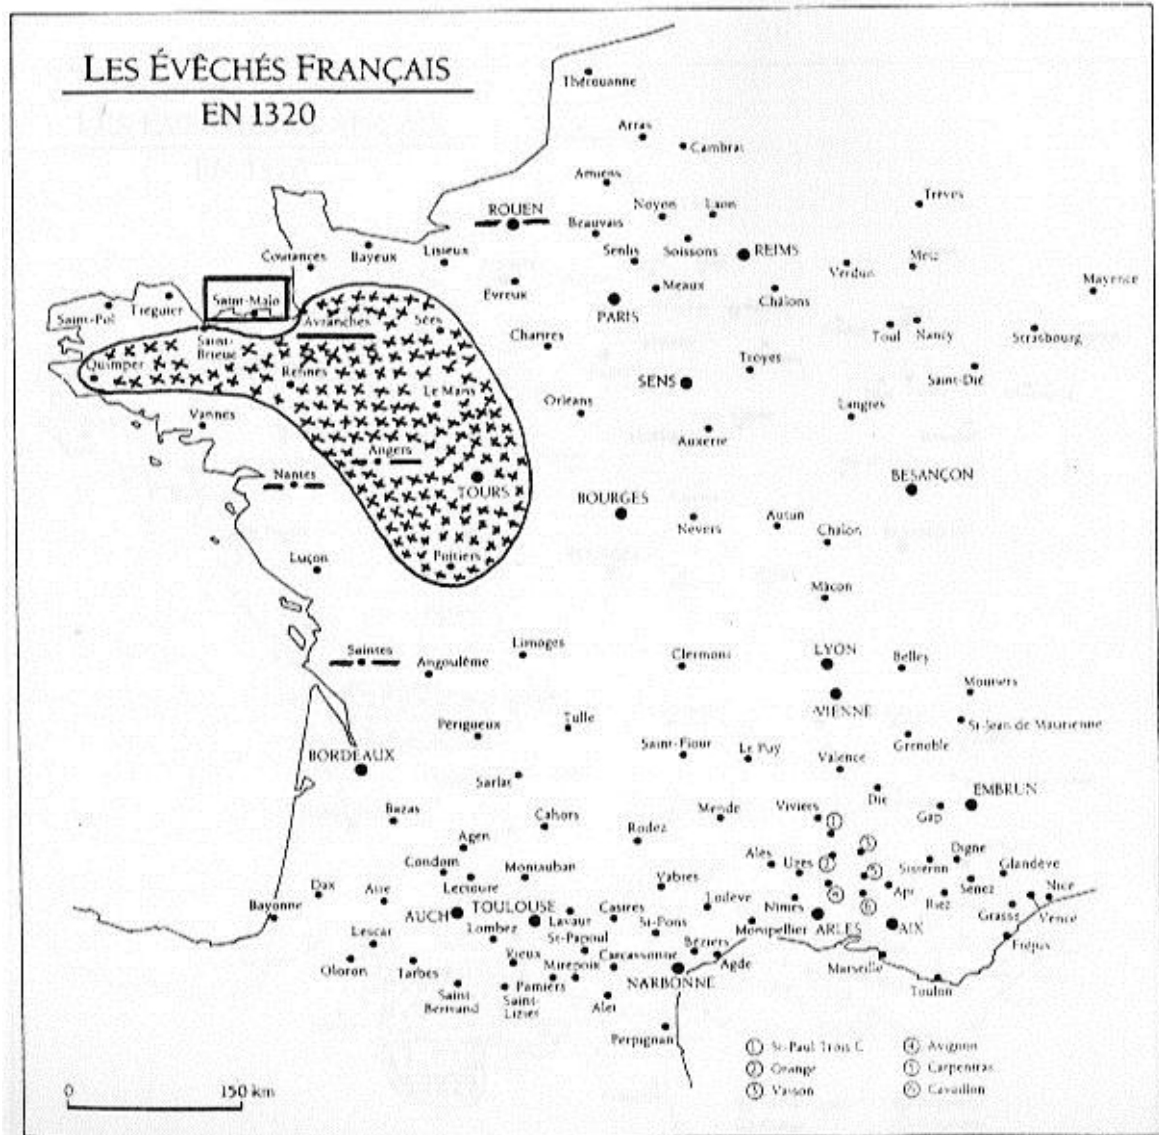 LES ÉVÊCHÉS FRANÇAIS
EN 1320
Thérouanne
Arras
Cambrai
Amiens
Noyon
Laon
Trèves
ROUEN
Beauvais
Senlis
Soissons
REIMS
Verdun
Metz
Mayence
Coutances
Bayeux
Lisieux
Evreux
Meaux
Châlons
PARIS
Saint-Pol
Tréguier
Saint-Malo
Avranches
Sées
Chartres
Toul
Nancy
Strasbourg
Saint-
Brieuc
Quimper
Rennes
Le Mans
Troyes
SENS
Saint-Dié
Orléans
Langres
Vannes
Auxerre
Angers
Nantes
TOURS
BESANÇON
BOURGES
Nevers
Autun
Chalon
Luçon
Poitiers
Mâcon
Saintes
Angoulême
Limoges
Clermont
LYON
Belley
VIENNE
St-Jean de Maurienne
Périgueux
Tulle
Saint-Flour
Le Puy
Valence
Grenoble
BORDEAUX
Sarlat
Die
EMBRUN
Gap
Bazas
Cahors
Mende
Viviers
1
Agen
Rodez
3
Condom
Montauban
Alès
Uzès
2
5
Sisteron
Digne
Glandève
Lectoure
Vabres
4
Apt
Senez
Dax
Aire
Lodève
Nîmes
6
Riez
Nice
Bayonne
AUCH
TOULOUSE
Lavaur
Castres
St-Pons
Montpellier
ARLES
AIX
Grasse
Vence
Lescar
Lombez
St-Papoul
Béziers
Fréjus
Oloron
Tarbes
Rieux
Mirepoix
Carcassonne
Agde
Marseille
Saint
Bertrand
Saint-
Lizier
Pamiers
Alet
NARBONNE
Toulon
Perpignan
1 St-Paul Trois C
2 Orange
3 Vaison
4 Avignon
5 Carpentras
6 Cavaillon
0 150 km